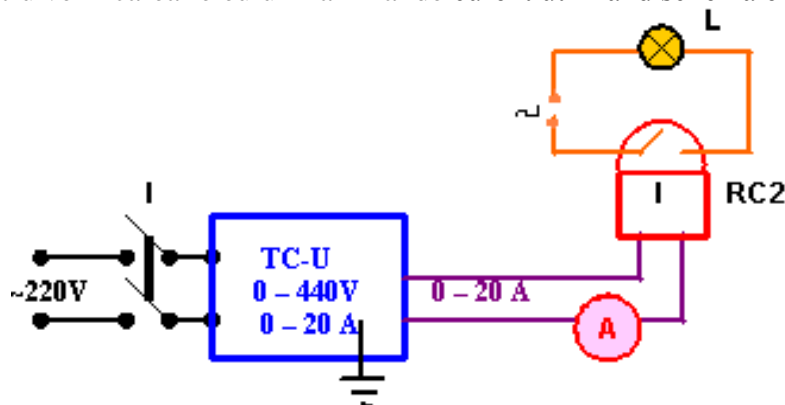 L
~
I
I
RC2
TC-U
~220V
0 – 440V
0 – 20 A
0 – 20 A
A